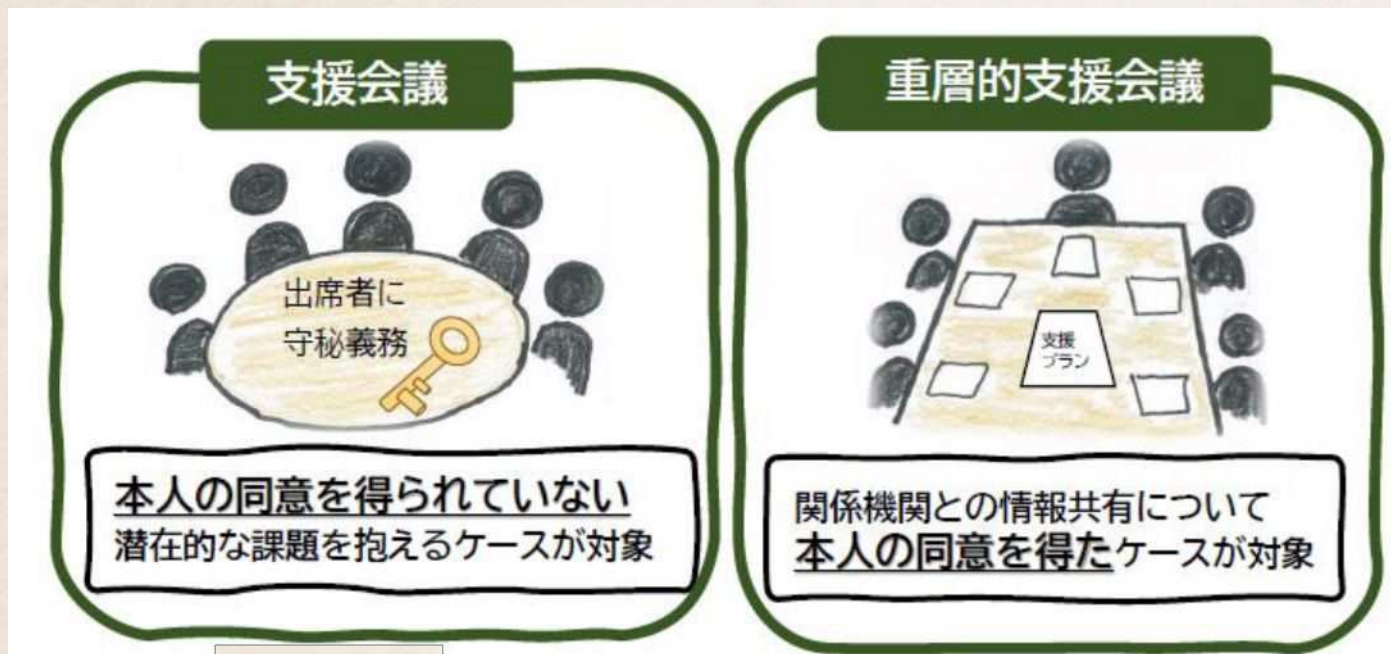 支援会議
出席者に
守秘義務
本人の同意を得られていない
潜在的な課題を抱えるケースが対象
重層的支援会議
支援
プラン
関係機関との情報共有について
本人の同意を得たケースが対象